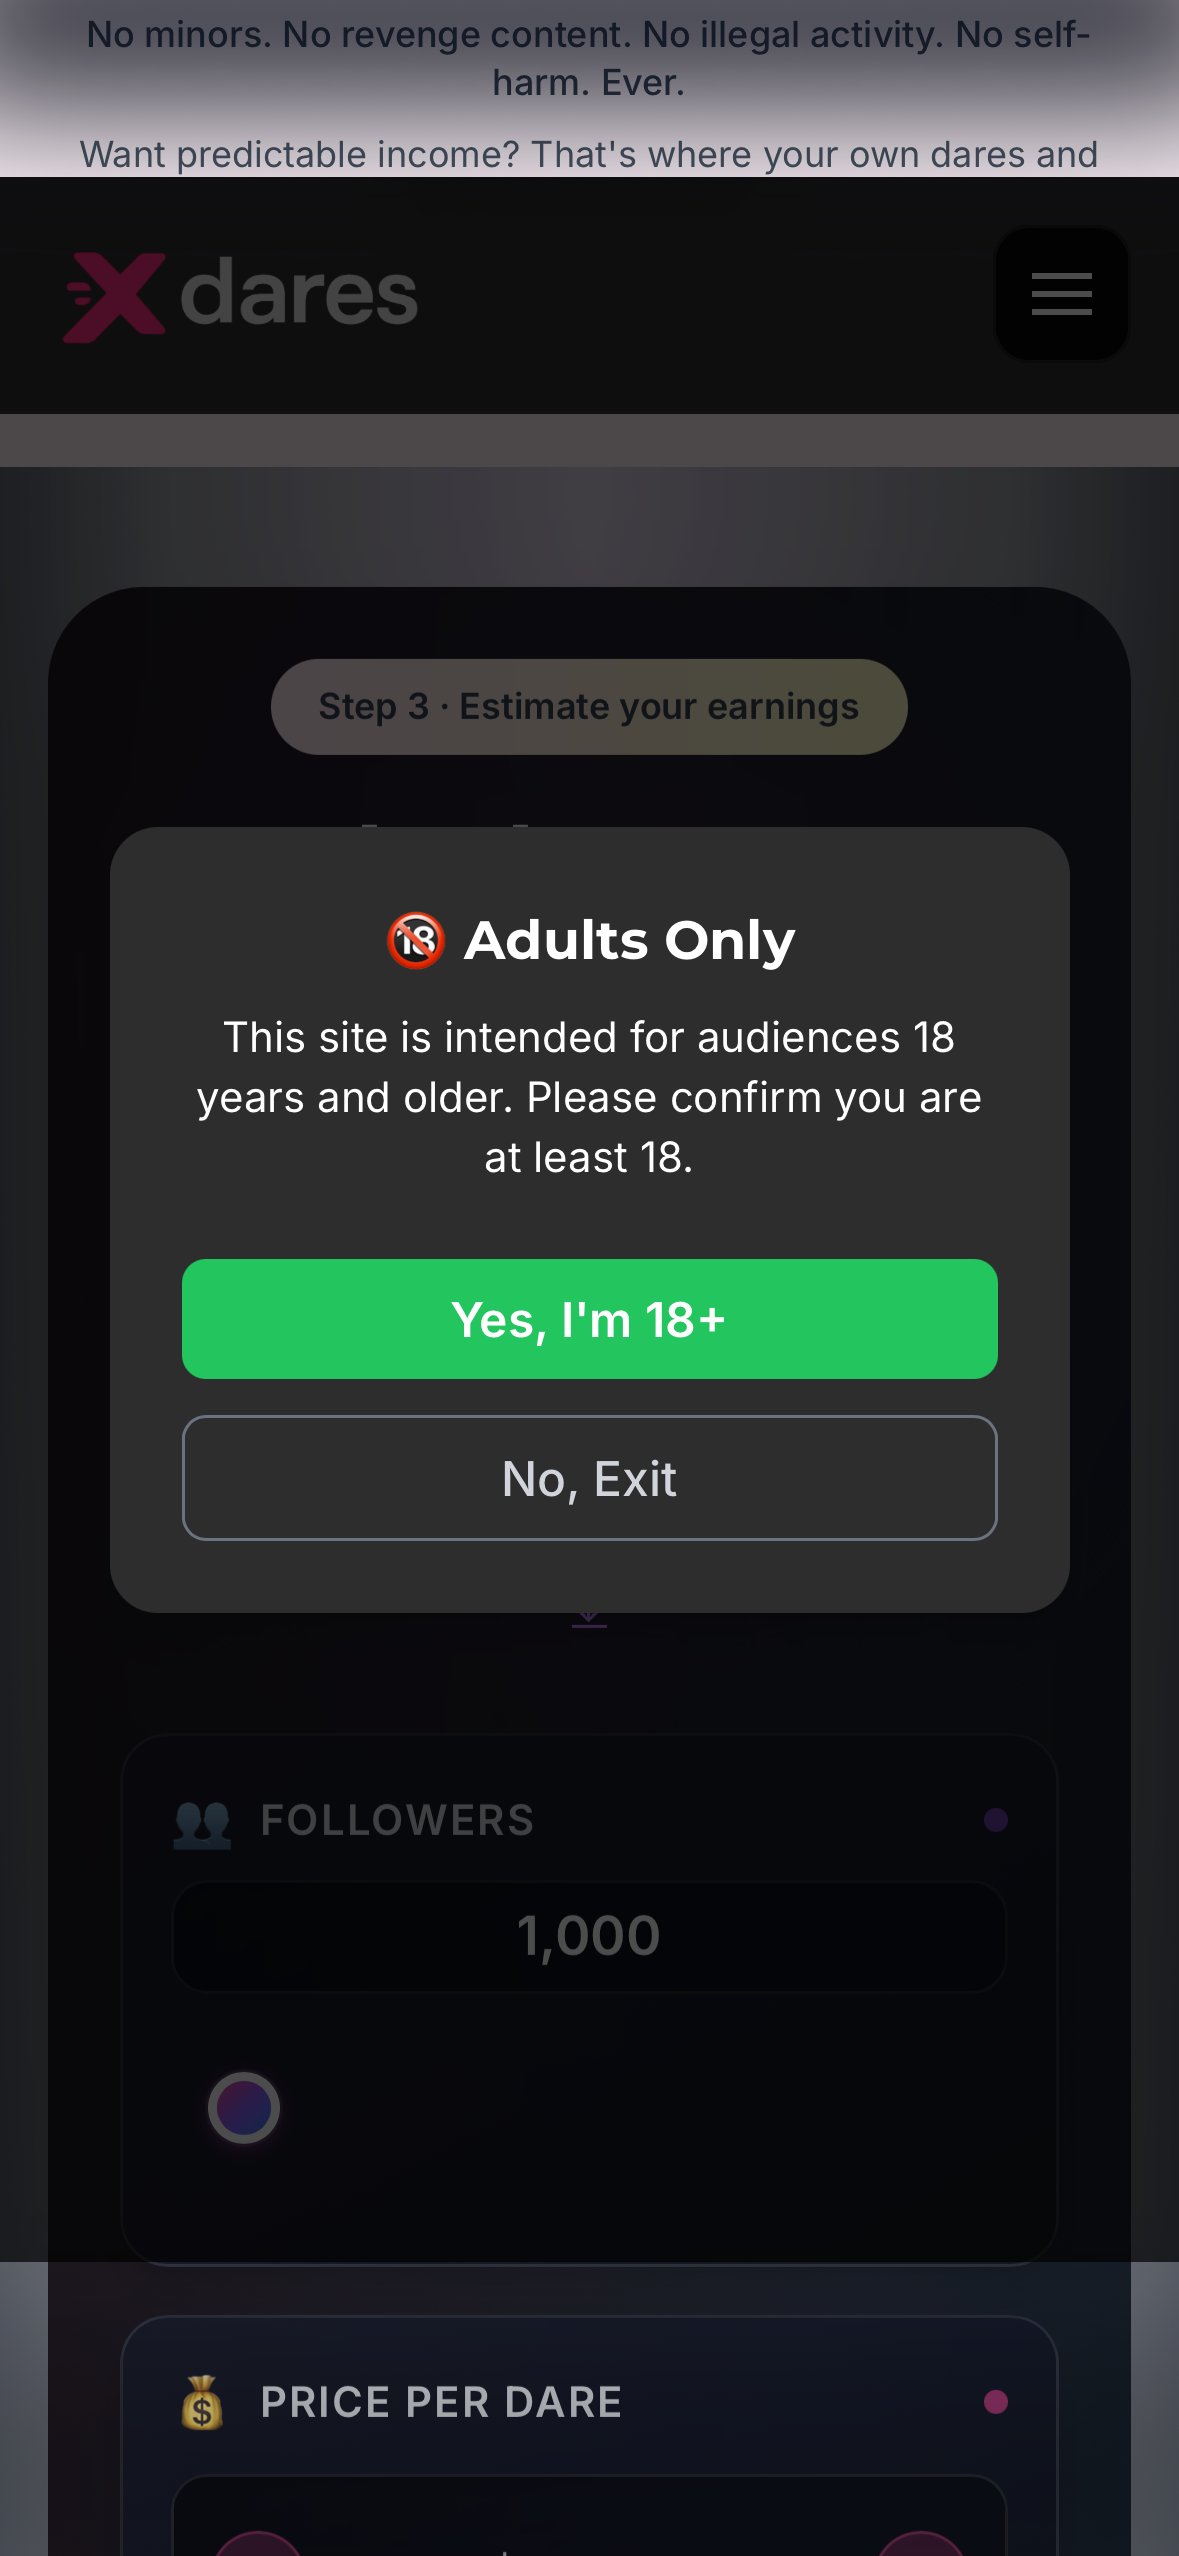 No minors. No revenge content. No illegal activity. No self-
harm. Ever.
Want predictable income? That's where your own dares and
X dares
Step 3 · Estimate your earnings
🔞 Adults Only
This site is intended for audiences 18
years and older. Please confirm you are
at least 18.
Yes, I'm 18+
No, Exit
👥 FOLLOWERS
1,000
💰 PRICE PER DARE